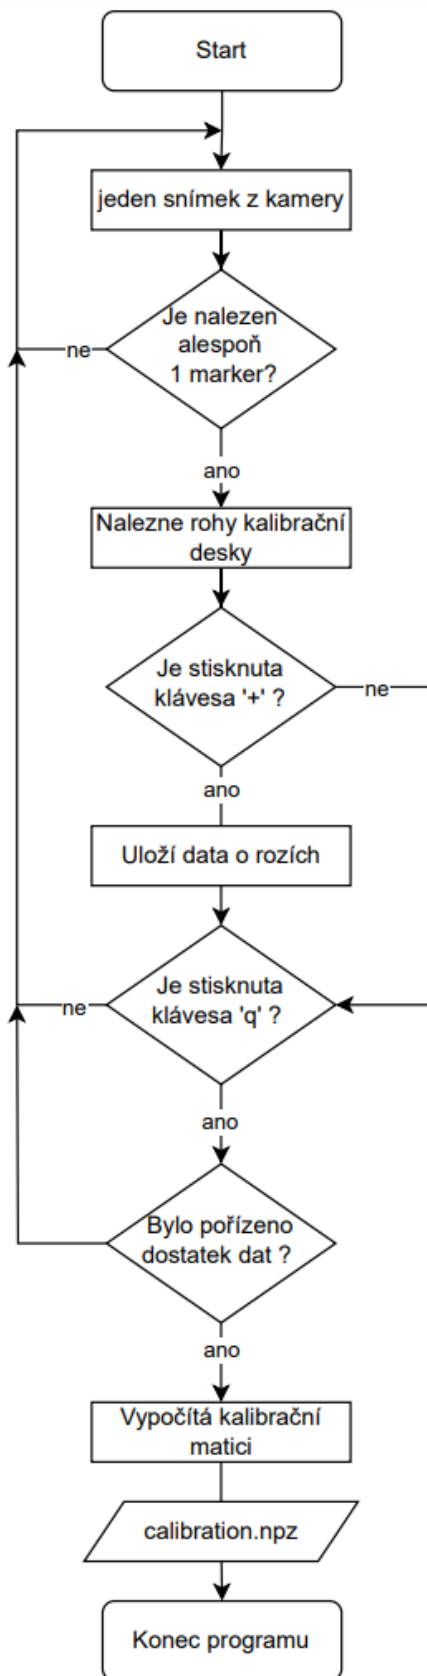 Start
jeden snímek z kamery
Je nalezen
alespoň
1 marker?
ne
ano
Nalezne rohy kalibrační
desky
Je stisknuta
klávesa '+' ?
ne
ano
Uloží data o rozích
Je stisknuta
klávesa 'q' ?
ne
ano
Bylo pořízeno
dostatek dat ?
ano
Vypočítá kalibrační
matici
calibration.npz
Konec programu